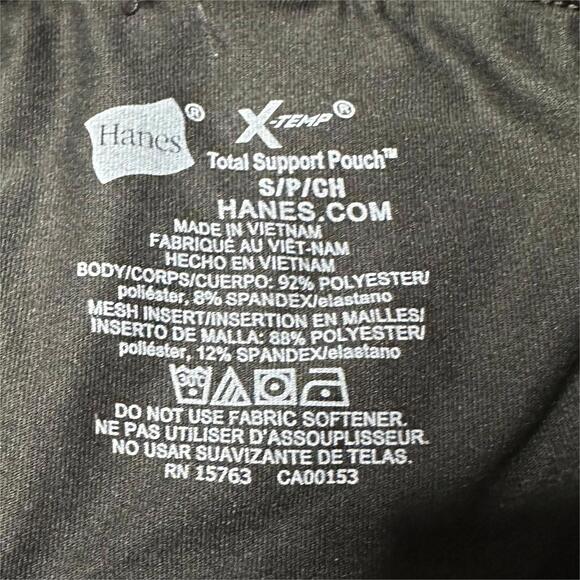 Hanes® X-TEMP®
Total Support Pouch™
S/P/CH
HANES.COM
MADE IN VIETNAM
FABRIQUÉ AU VIÊT-NAM
HECHO EN VIETNAM
BODY/CORPS/CUERPO: 92% POLYESTER/
poliéster, 8% SPANDEX/elastano
MESH INSERT/INSERTION EN MAILLES/
INSERTO DE MALLA: 88% POLYESTER/
poliéster, 12% SPANDEX/elastano
30°C
DO NOT USE FABRIC SOFTENER.
NE PAS UTILISER D'ASSOUPLISSEUR.
NO USAR SUAVIZANTE DE TELAS.
RN 15763 CA00153